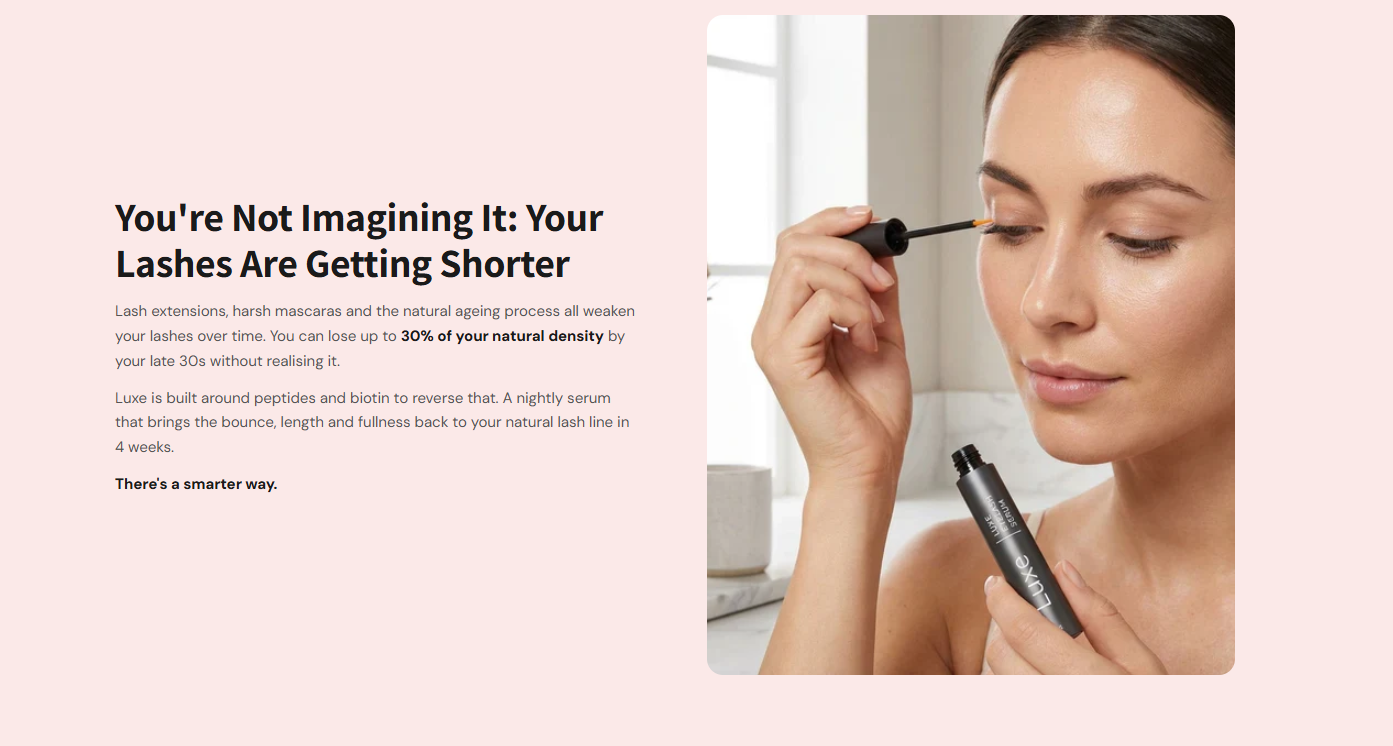 You're Not Imagining It: Your
Lashes Are Getting Shorter
Lash extensions, harsh mascaras and the natural ageing process all weaken
your lashes over time. You can lose up to 30% of your natural density by
your late 30s without realising it.
Luxe is built around peptides and biotin to reverse that. A nightly serum
that brings the bounce, length and fullness back to your natural lash line in
4 weeks.
There's a smarter way.
LUXE
EYELASH
SERUM
Luxe